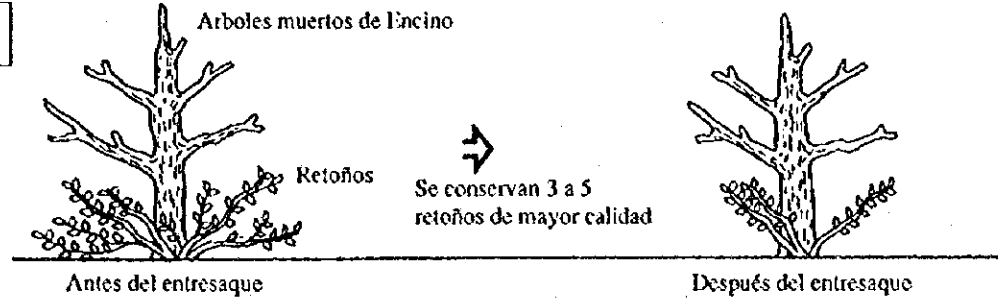 Arboles muertos de Encino
Retoños
Se conservan 3 a 5
retoños de mayor calidad
Antes del entresaque
Después del entresaque